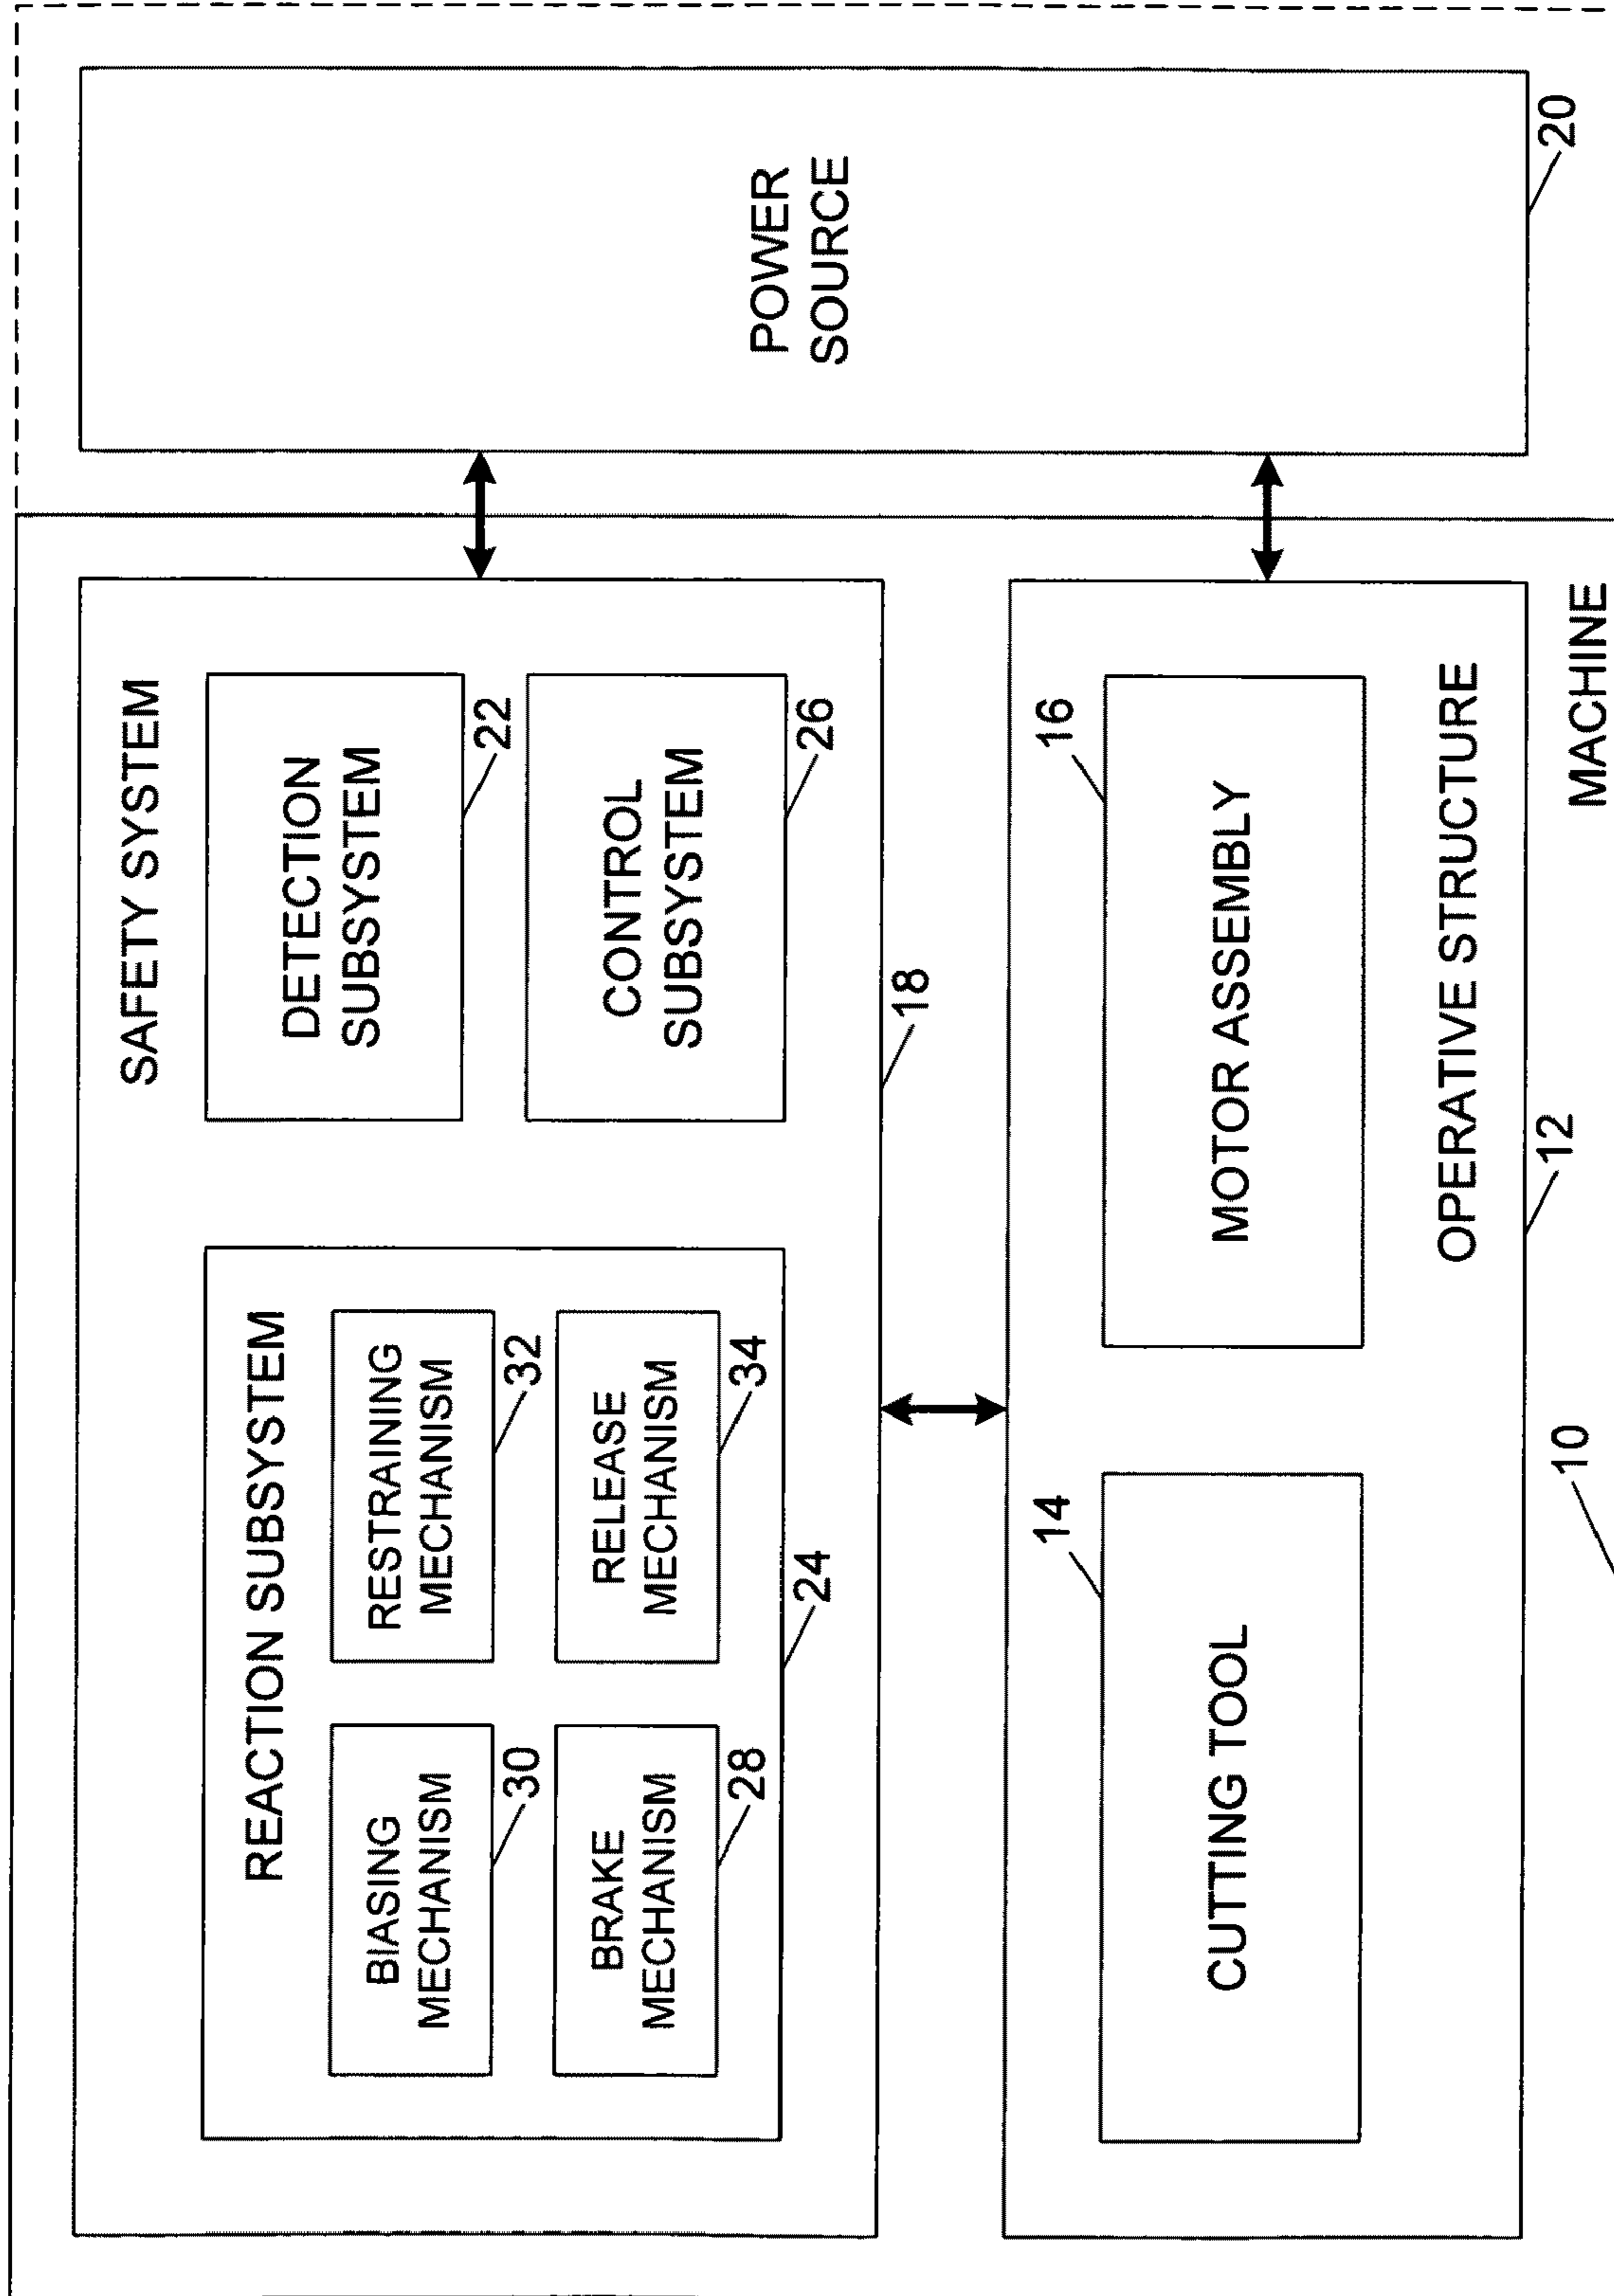 SAFETY SYSTEM
REACTION SUBSYSTEM
BIASING
MECHANISM
30
RESTRAINING
MECHANISM
32
BRAKE
MECHANISM
28
RELEASE
MECHANISM
34
24
DETECTION
SUBSYSTEM
22
CONTROL
SUBSYSTEM
26
18
14
CUTTING TOOL
16
MOTOR ASSEMBLY
OPERATIVE STRUCTURE
12
10
MACHINE
POWER
SOURCE
20